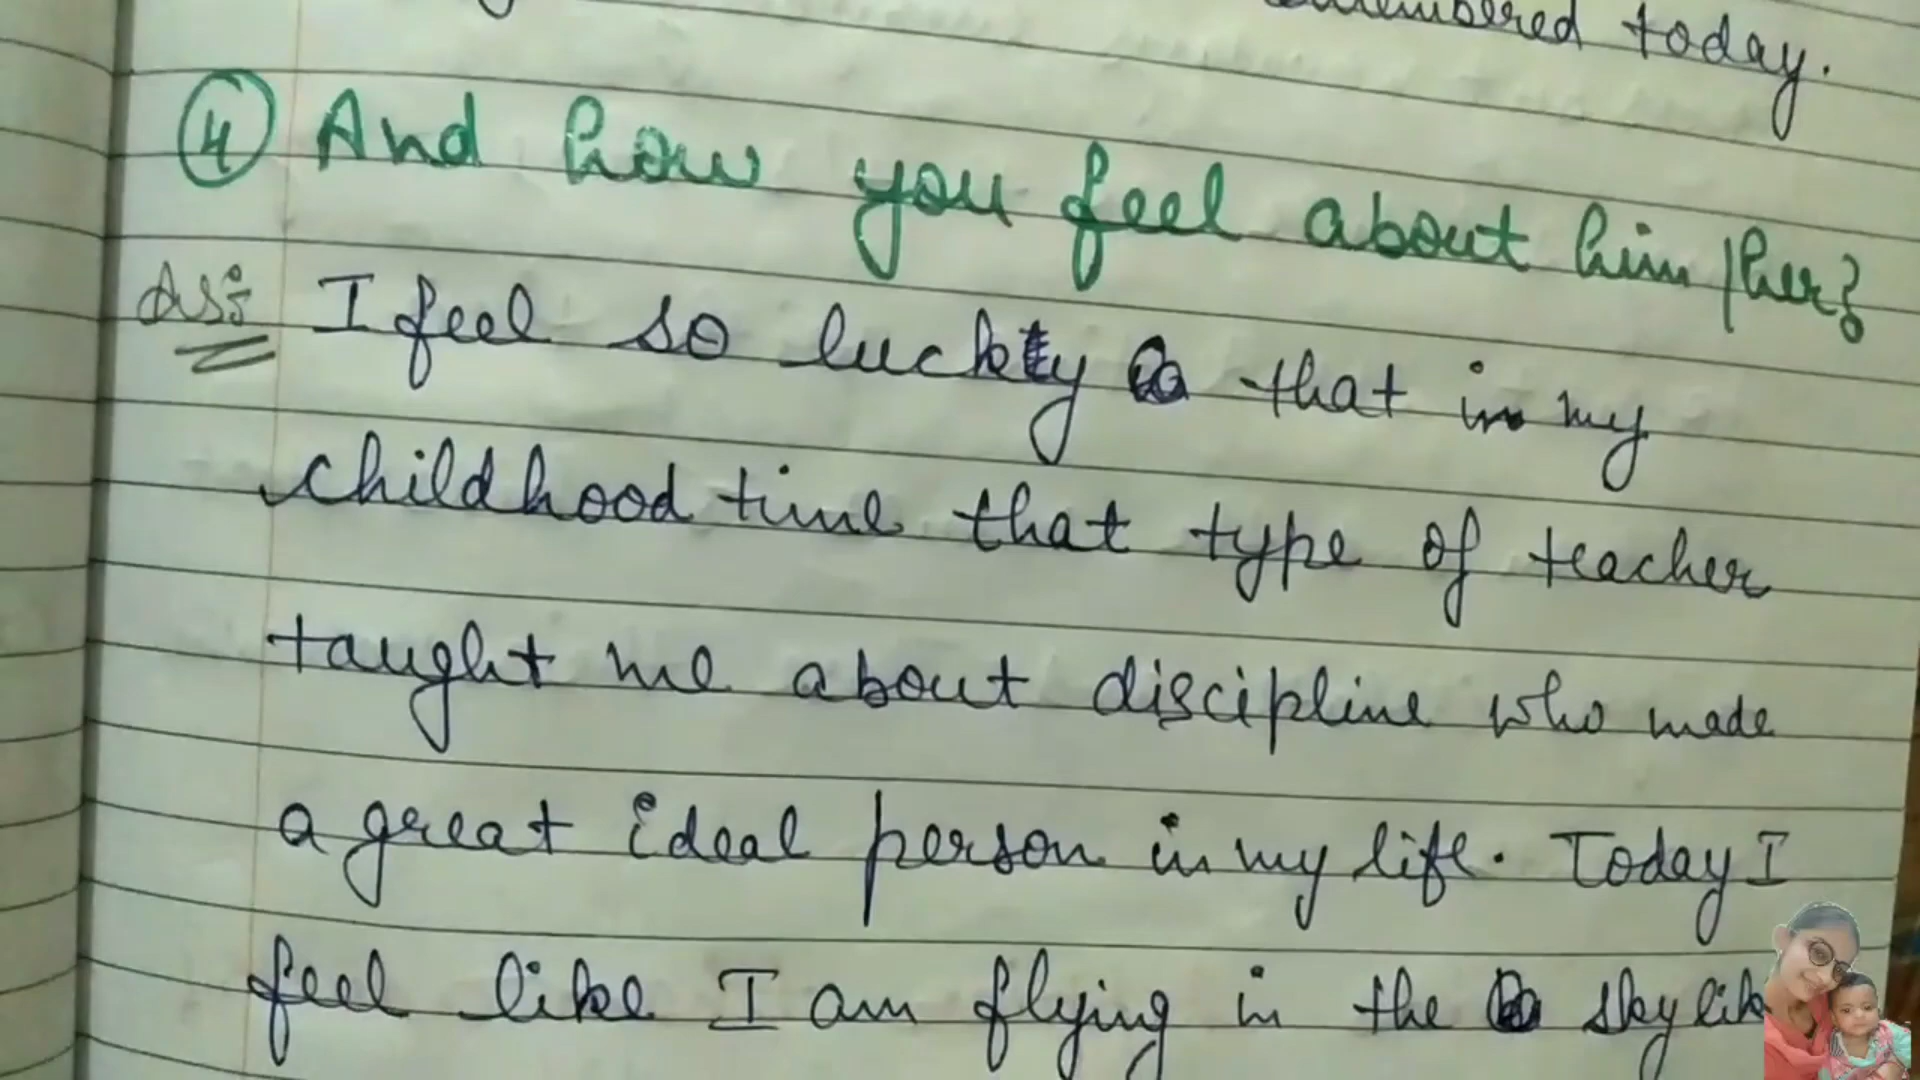 remembered today.
④ And how you feel about him/her?
Ans:
I feel so lucky that in my
childhood time that type of teacher
taught me about discipline who made
a great ideal person in my life. Today I
feel like I am flying in the sky lik